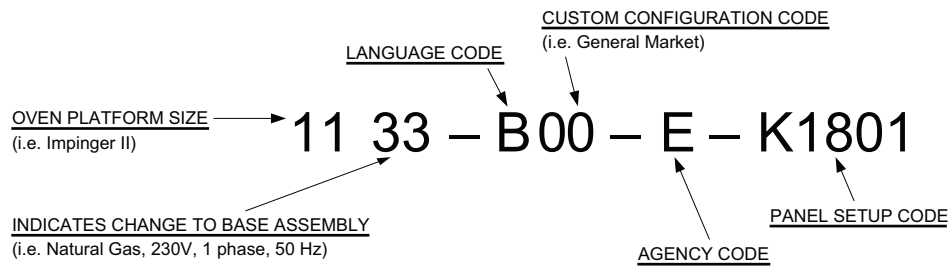 CUSTOM CONFIGURATION CODE
(i.e. General Market)
LANGUAGE CODE
OVEN PLATFORM SIZE
(i.e. Impinger II)
11 33 – B00 – E – K1801
INDICATES CHANGE TO BASE ASSEMBLY
(i.e. Natural Gas, 230V, 1 phase, 50 Hz)
PANEL SETUP CODE
AGENCY CODE